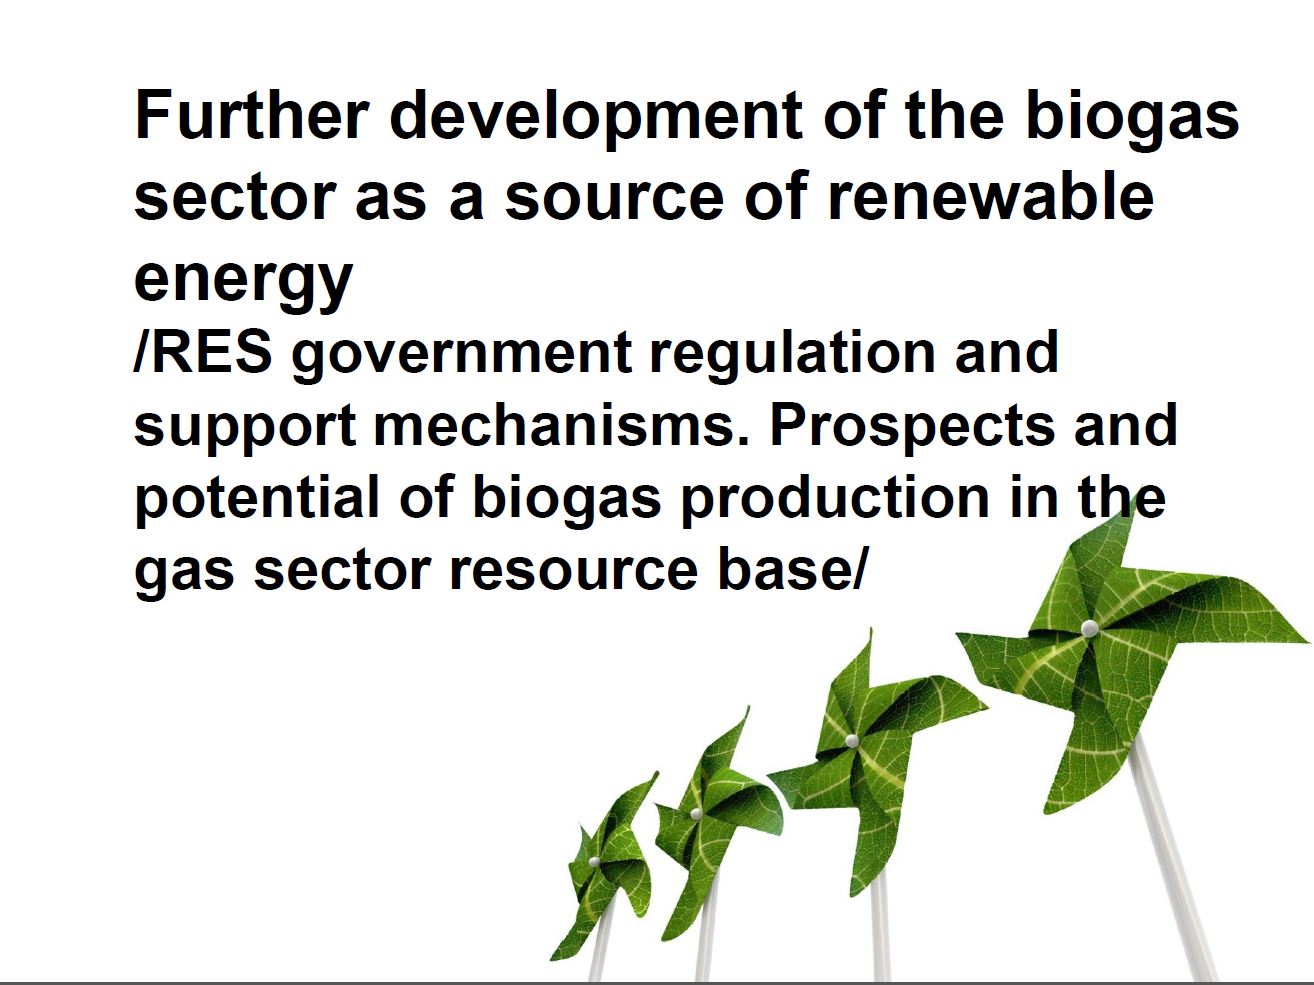 Further development of the biogas
sector as a source of renewable
energy
/RES government regulation and
support mechanisms. Prospects and
potential of biogas production in the
gas sector resource base/